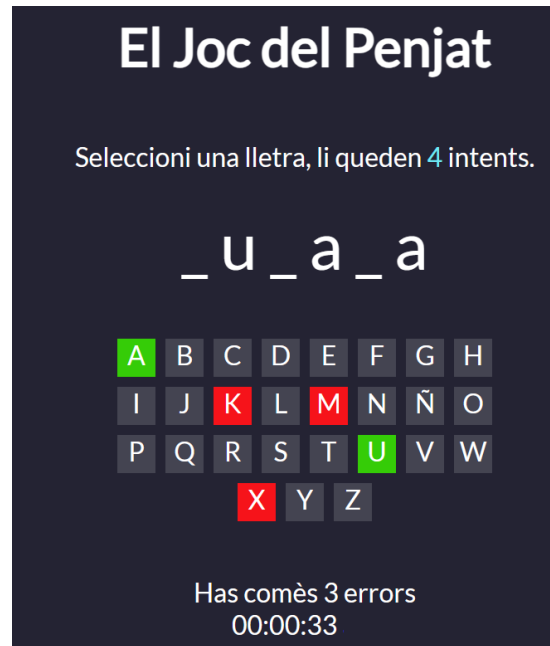 El Joc del Penjat
Seleccioni una lletra, li queden 4 intents.
_ u _ a _ a
A B C D E F G H
I J K L M N Ñ O
P Q R S T U V W
X Y Z
Has comès 3 errors
00:00:33